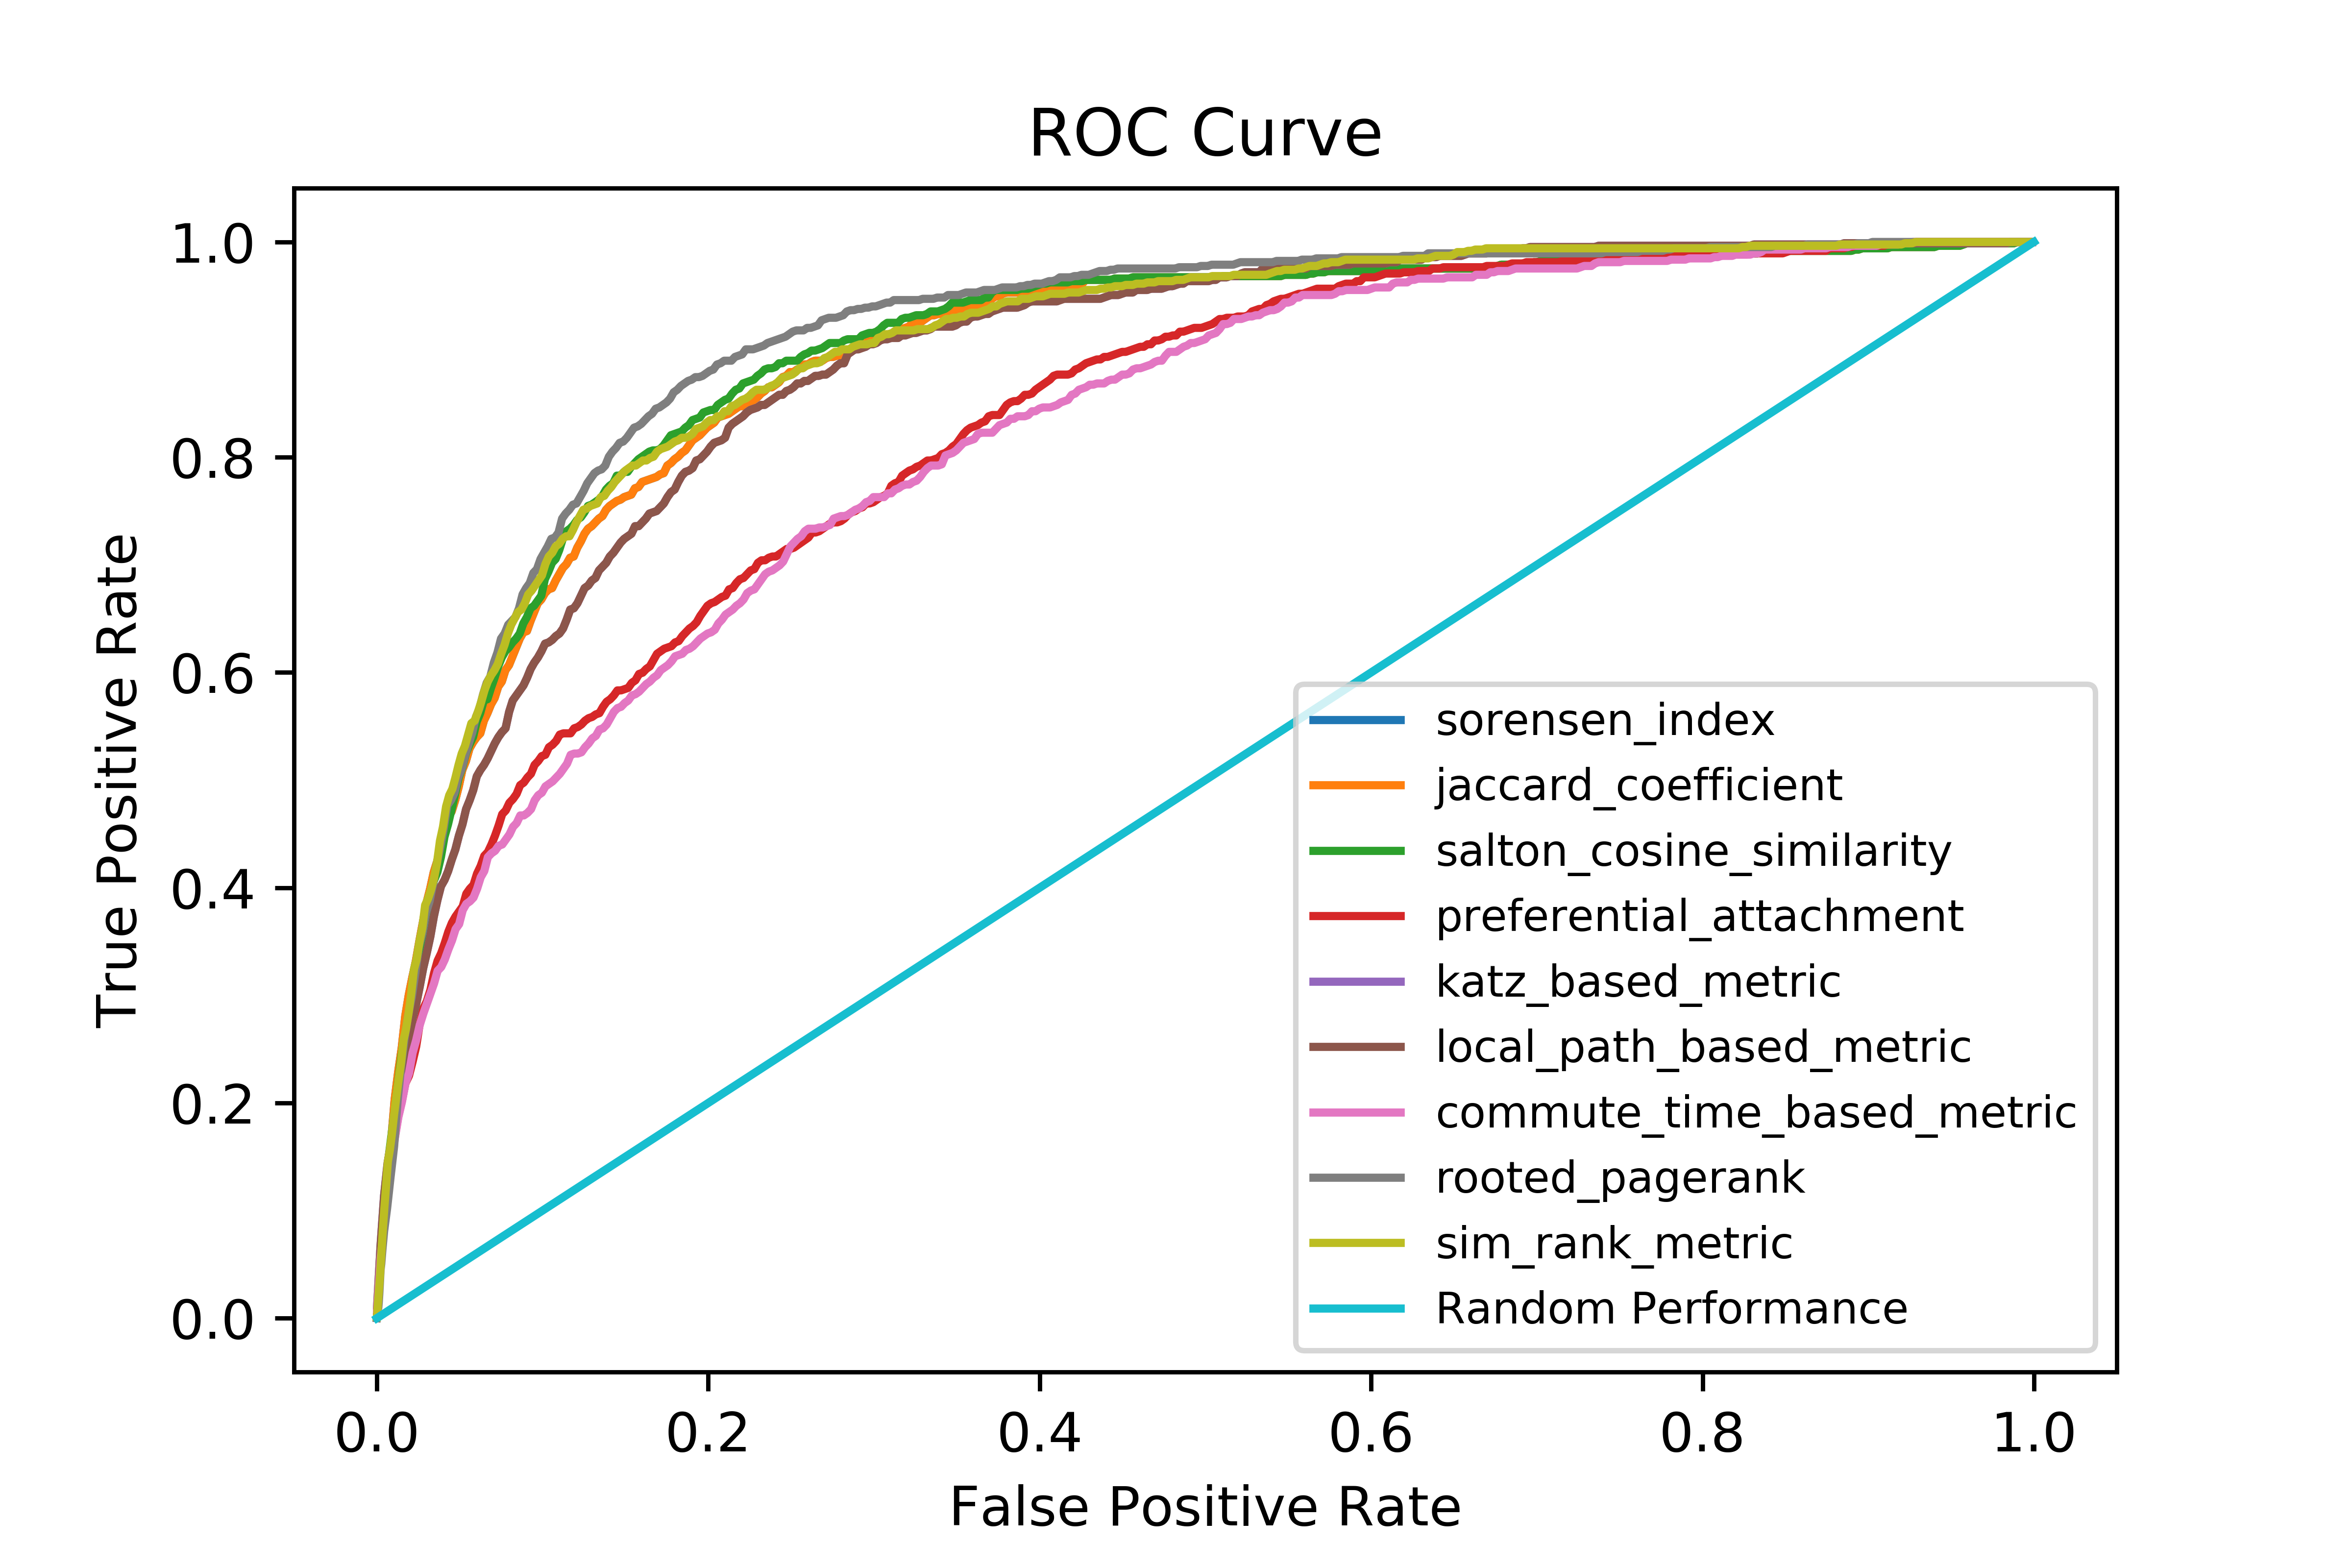 ROC Curve
1.0
0.8
0.6
0.4
0.2
0.0
True Positive Rate
sorensen_index
jaccard_coefficient
salton_cosine_similarity
preferential_attachment
katz_based_metric
local_path_based_metric
commute_time_based_metric
rooted_pagerank
sim_rank_metric
Random Performance
0.0 0.2 0.4 0.6 0.8 1.0
False Positive Rate